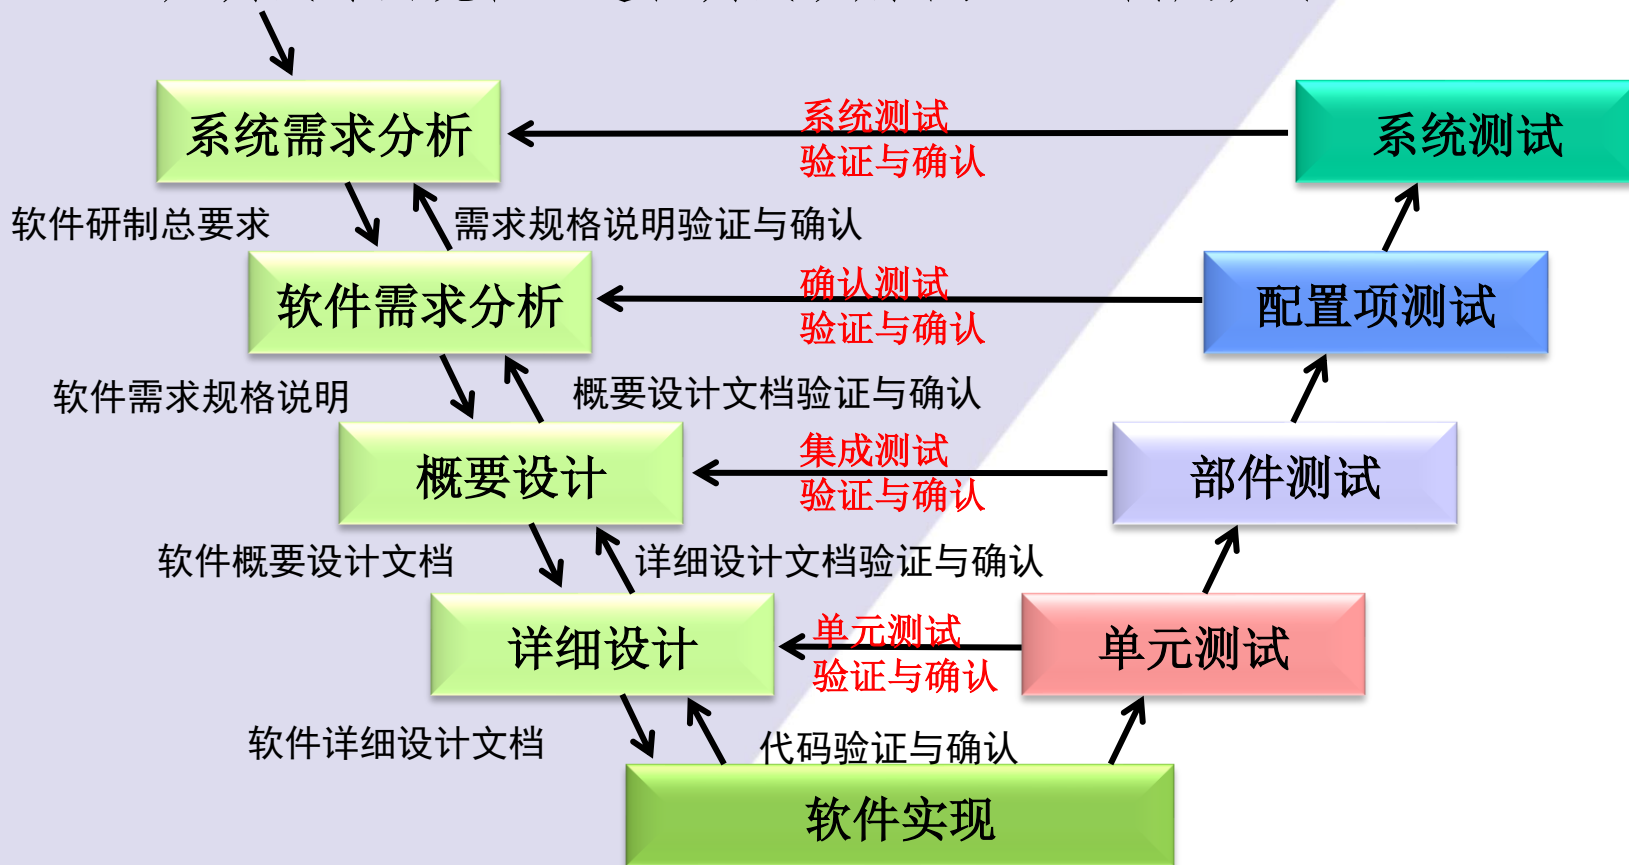 系统需求分析
系统测试
验证与确认
系统测试
软件研制总要求
需求规格说明验证与确认
软件需求分析
确认测试
验证与确认
配置项测试
软件需求规格说明
概要设计文档验证与确认
概要设计
集成测试
验证与确认
部件测试
软件概要设计文档
详细设计文档验证与确认
详细设计
单元测试
验证与确认
单元测试
软件详细设计文档
代码验证与确认
软件实现